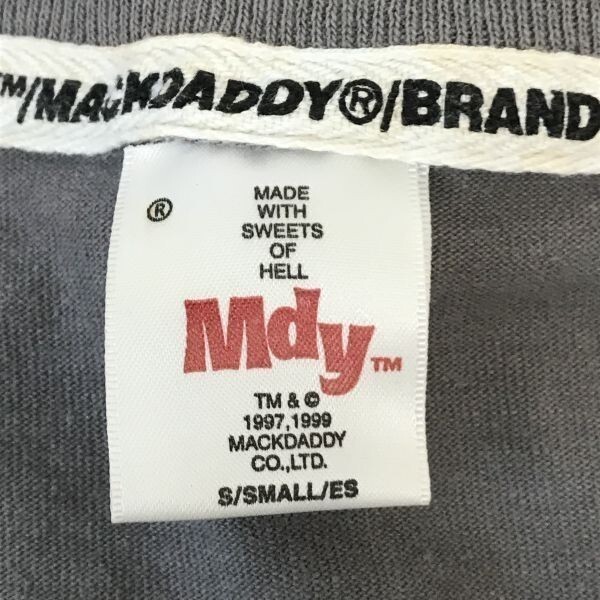 ™/MACKDADDY®/BRAND
®
MADE
WITH
SWEETS
OF
HELL
Mdy™
TM & ©
1997,1999
MACKDADDY
CO.,LTD.
S/SMALL/ES